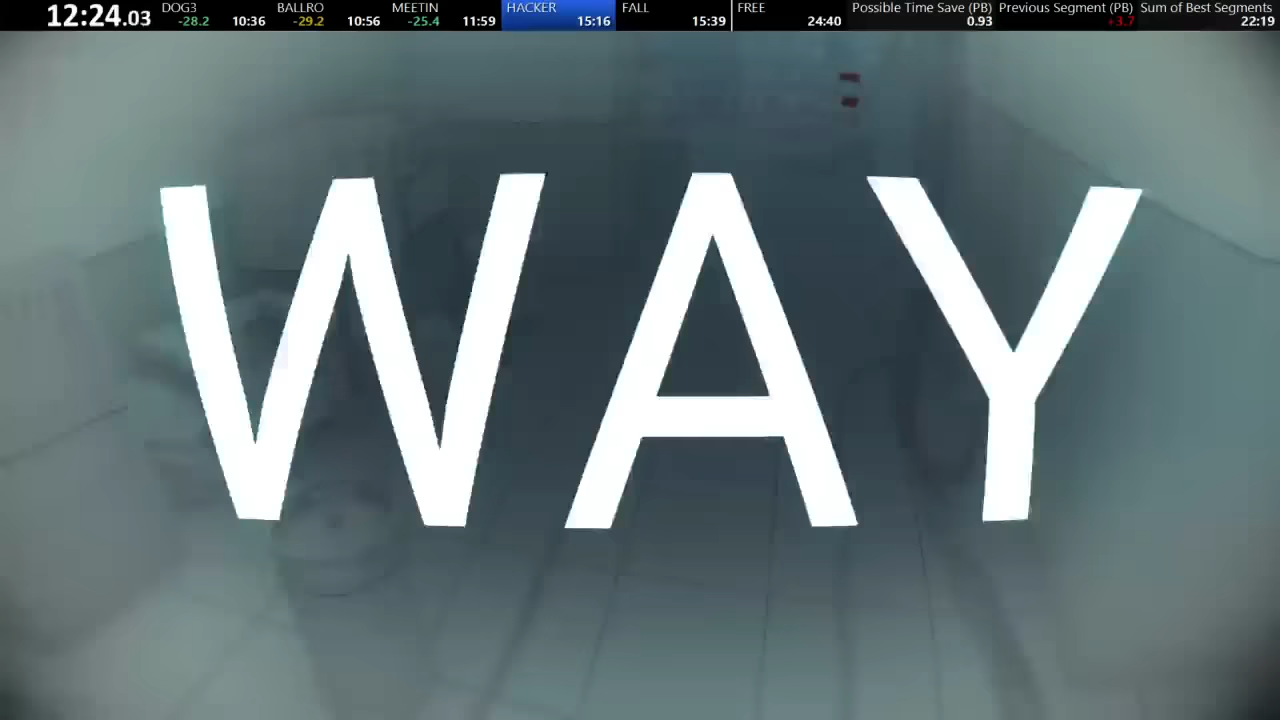 12:24.03 DOG3 BALLRO MEETIN HACKER FALL FREE Possible Time Save (PB) Previous Segment (PB) Sum of Best Segments
-28.2 10:36 -29.2 10:56 -25.4 11:59 15:16 15:39 24:40 0.93 +3.7 22:19
WAY